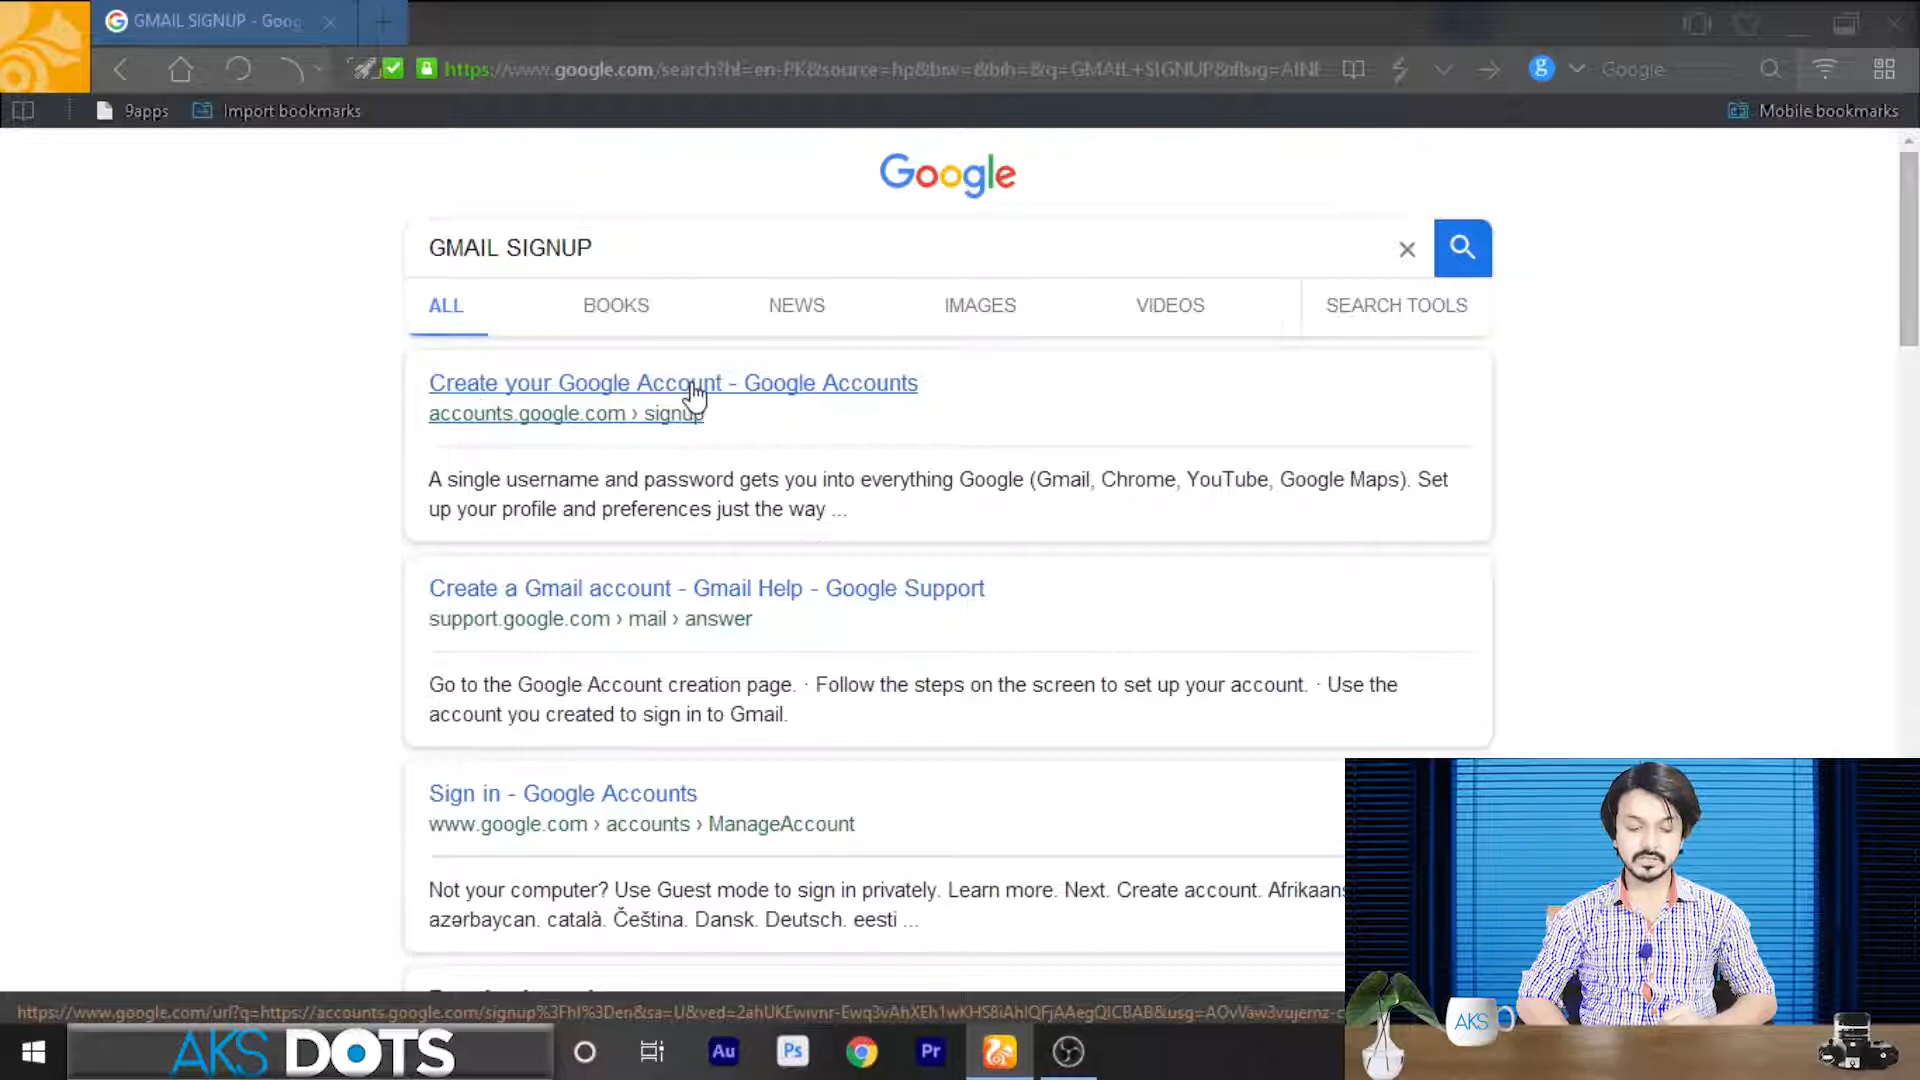 GMAIL SIGNUP - Goog
https://www.google.com/search?hl=en-PK&source=hp&biw=&bih=&q=GMAIL+SIGNUP&iflsig=AINF
Google
9apps
Import bookmarks
Mobile bookmarks
Google
GMAIL SIGNUP
ALL
BOOKS
NEWS
IMAGES
VIDEOS
SEARCH TOOLS
Create your Google Account - Google Accounts
accounts.google.com › signup
A single username and password gets you into everything Google (Gmail, Chrome, YouTube, Google Maps). Set
up your profile and preferences just the way ...
Create a Gmail account - Gmail Help - Google Support
support.google.com › mail › answer
Go to the Google Account creation page. · Follow the steps on the screen to set up your account. · Use the
account you created to sign in to Gmail.
Sign in - Google Accounts
www.google.com › accounts › ManageAccount
Not your computer? Use Guest mode to sign in privately. Learn more. Next. Create account. Afrikaans
azərbaycan. català. Čeština. Dansk. Deutsch. eesti ...
AKS
AKS DOTS
Au
Ps
Pr